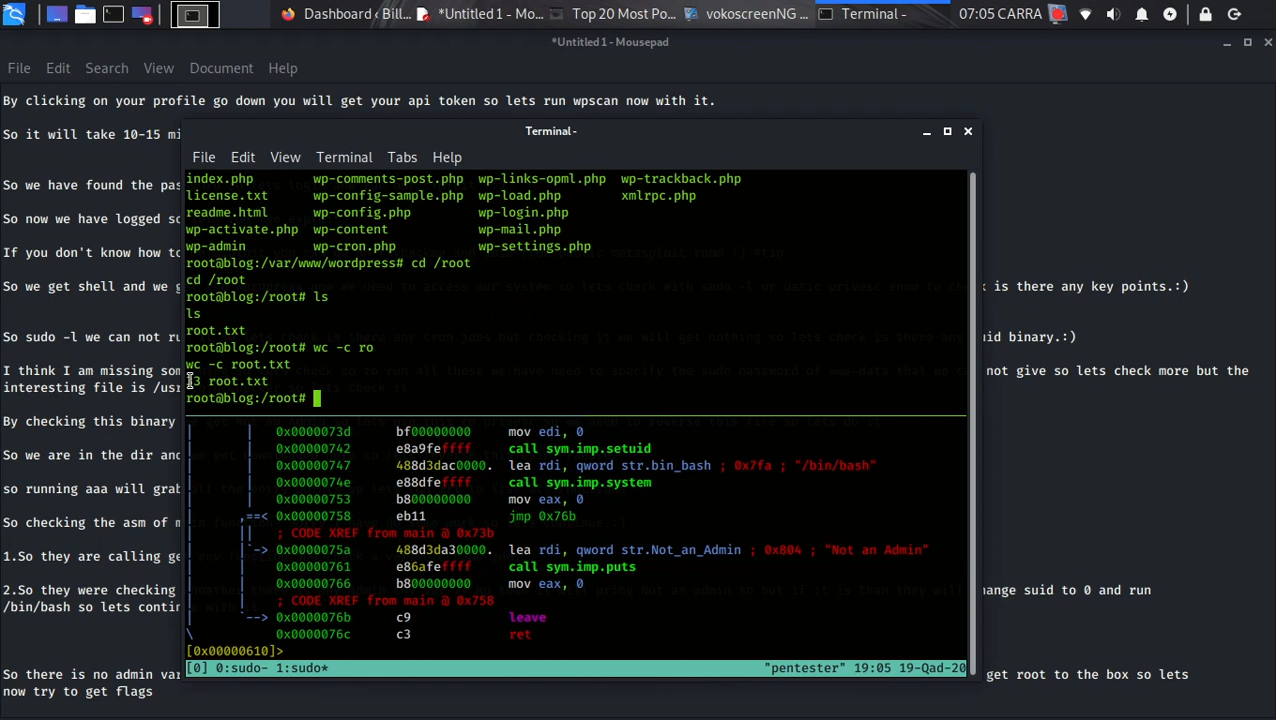 Dashboard ‹ Bill…
*Untitled 1 - Mo…
Top 20 Most Po…
vokoscreenNG …
Terminal -
07:05 CARRA
*Untitled 1 - Mousepad
File Edit Search View Document Help
By clicking on your profile go down you will get your api token so lets run wpscan now with it.
So it will take 10-15 mi
So we have found the pas
So now we have logged so
If you don't know how to
So we get shell and we g
is there any key points.:)
So sudo -l we can not ru
uid binary.:)
I think I am missing som
not give so lets check more but the
interesting file is /usr
By checking this binary
So we are in the dir and
so running aaa will grab
So checking the asm of m
1.So they are calling ge
2.So they were checking
nange suid to 0 and run
/bin/bash so lets contin
So there is no admin var
get root to the box so lets
now try to get flags
Terminal -
File Edit View Terminal Tabs Help
index.php wp-comments-post.php wp-links-opml.php wp-trackback.php
license.txt wp-config-sample.php wp-load.php xmlrpc.php
readme.html wp-config.php wp-login.php
wp-activate.php wp-content wp-mail.php
wp-admin wp-cron.php wp-settings.php
root@blog:/var/www/wordpress# cd /root
cd /root
root@blog:/root# ls
ls
root.txt
root@blog:/root# wc -c ro
wc -c root.txt
33 root.txt
root@blog:/root#
0x0000073d bf00000000 mov edi, 0
0x00000742 e8a9feffff call sym.imp.setuid
0x00000747 488d3dac0000. lea rdi, qword str.bin_bash ; 0x7fa ; "/bin/bash"
0x0000074e e88dfeffff call sym.imp.system
0x00000753 b800000000 mov eax, 0
,==< 0x00000758 eb11 jmp 0x76b
|| ; CODE XREF from main @ 0x73b
|`-> 0x0000075a 488d3da30000. lea rdi, qword str.Not_an_Admin ; 0x804 ; "Not an Admin"
0x00000761 e86afeffff call sym.imp.puts
0x00000766 b800000000 mov eax, 0
; CODE XREF from main @ 0x758
`--> 0x0000076b c9 leave
\ 0x0000076c c3 ret
[0x00000610]>
[0] 0:sudo- 1:sudo* "pentester" 19:05 19-Qad-20